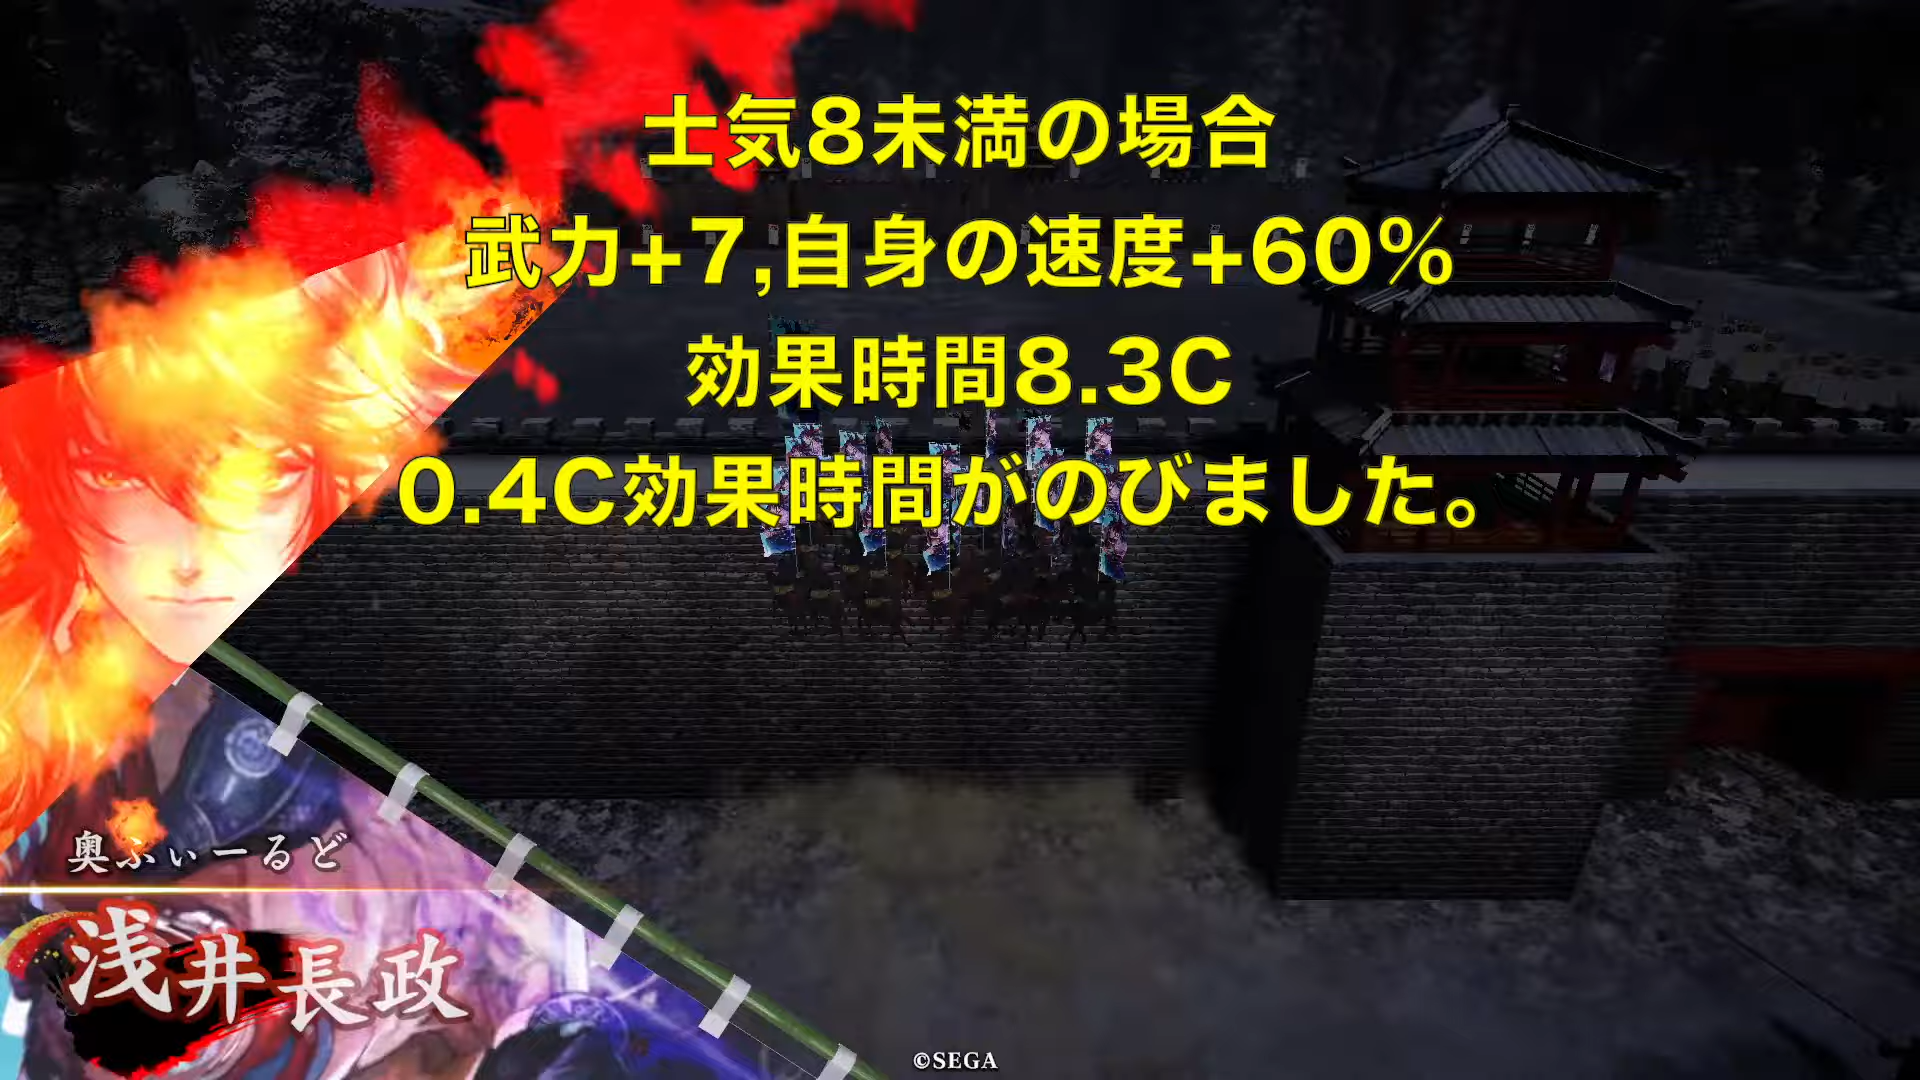 士気8未満の場合
武力+7,自身の速度+60%
効果時間8.3C
0.4C効果時間がのびました。
奥ふぃーるど
浅井長政
©SEGA